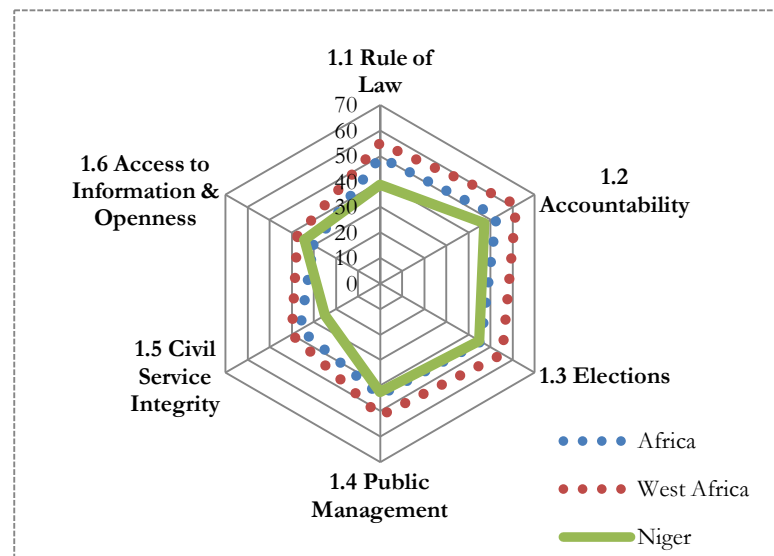 1.1 Rule of
Law
70
60
50
40
30
20
10
0
1.2
Accountability
1.3 Elections
1.4 Public
Management
1.5 Civil
Service
Integrity
1.6 Access to
Information &
Openness
Africa
West Africa
Niger